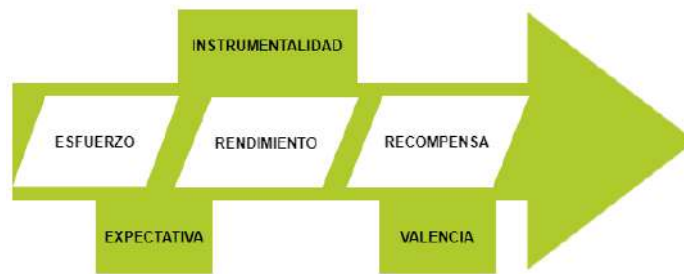 INSTRUMENTALIDAD
ESFUERZO
RENDIMIENTO
RECOMPENSA
EXPECTATIVA
VALENCIA